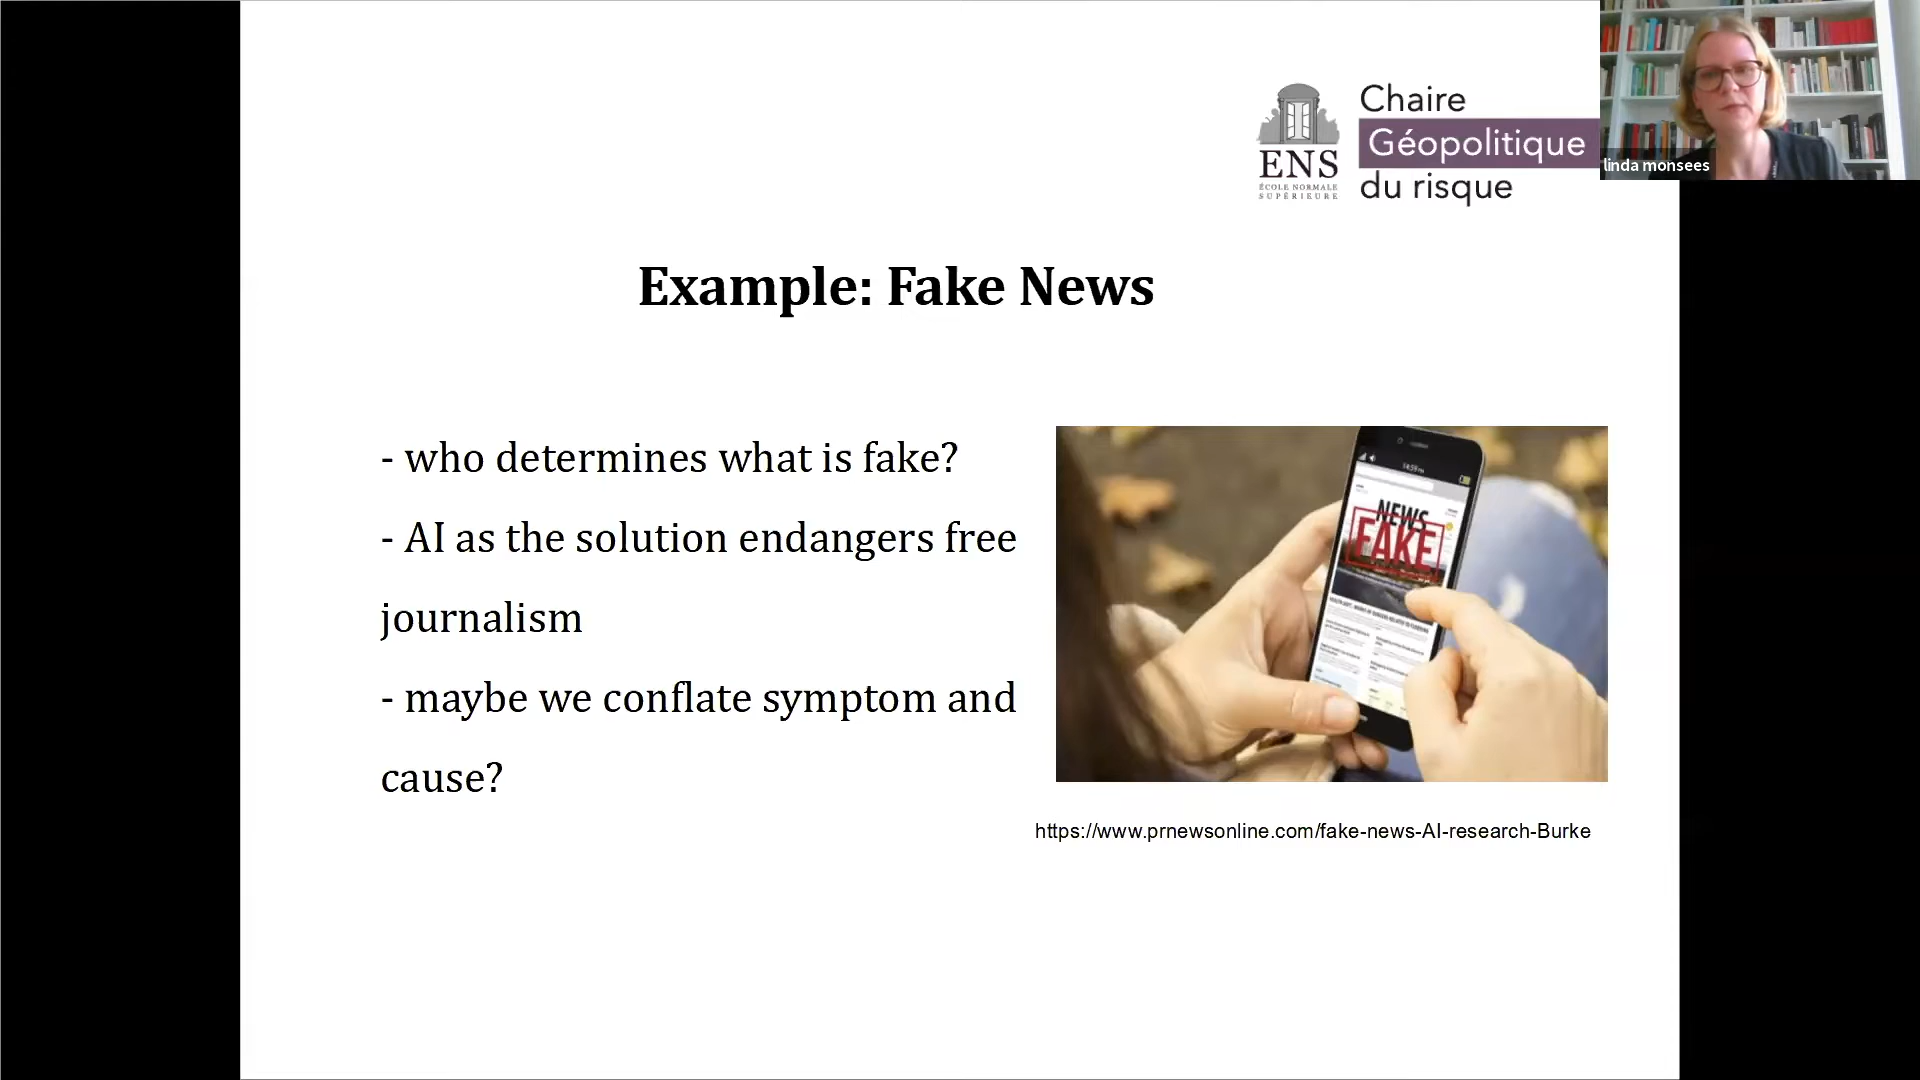 Chaire
Géopolitique
du risque
ENS
ÉCOLE NORMALE
SUPÉRIEURE
linda monsees
Example: Fake News
- who determines what is fake?
- AI as the solution endangers free
journalism
- maybe we conflate symptom and
cause?
NEWS
FAKE
https://www.prnewsonline.com/fake-news-AI-research-Burke